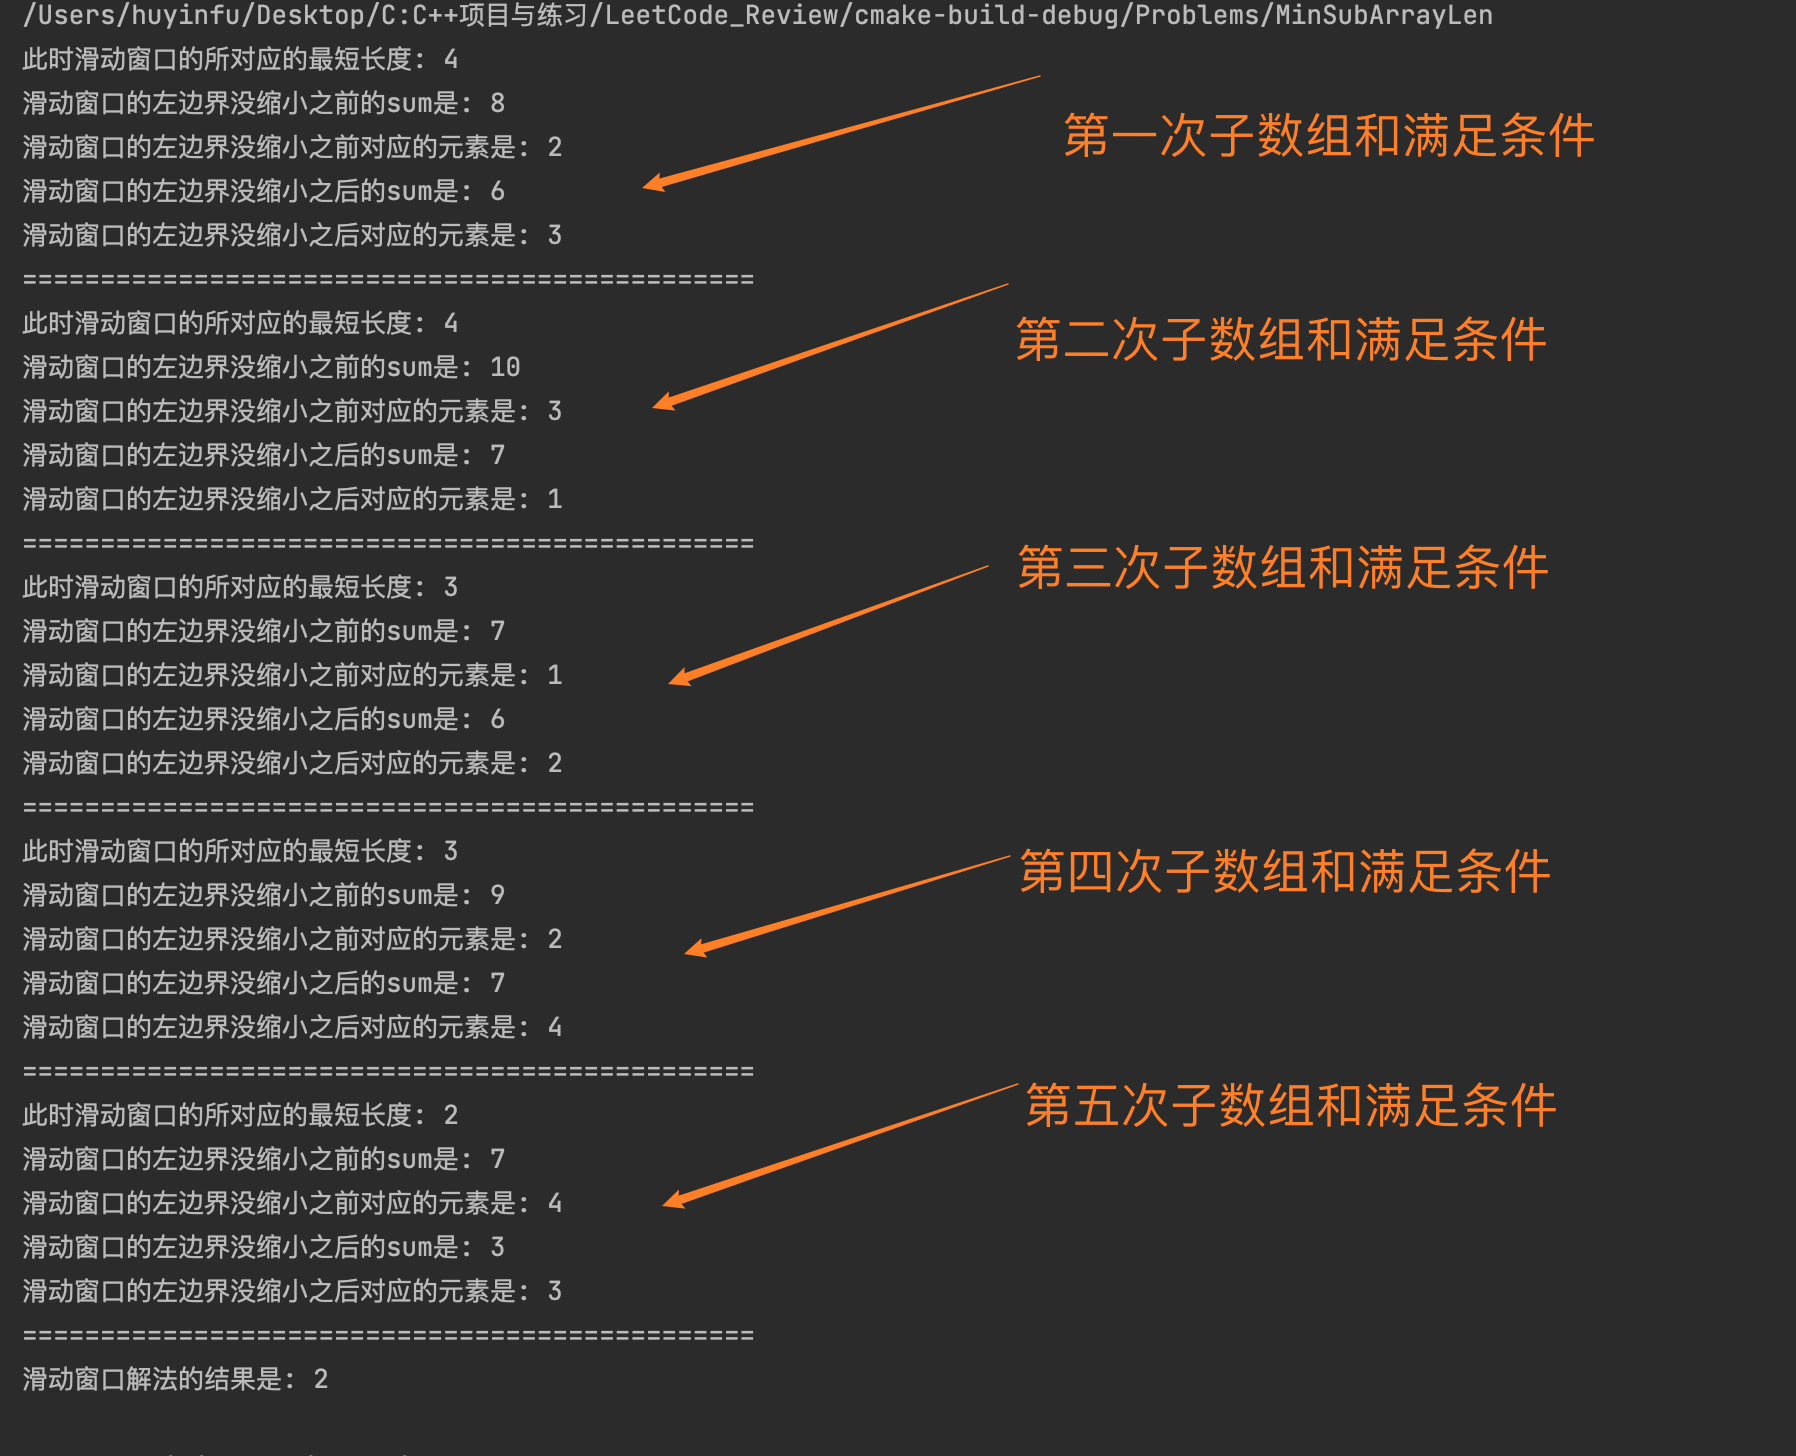 /Users/huyinfu/Desktop/C:C++项目与练习/LeetCode_Review/cmake-build-debug/Problems/MinSubArrayLen
此时滑动窗口的所对应的最短长度: 4
滑动窗口的左边界没缩小之前的sum是: 8
第一次子数组和满足条件
滑动窗口的左边界没缩小之前对应的元素是: 2
滑动窗口的左边界没缩小之后的sum是: 6
滑动窗口的左边界没缩小之后对应的元素是: 3
===============================================
此时滑动窗口的所对应的最短长度: 4
第二次子数组和满足条件
滑动窗口的左边界没缩小之前的sum是: 10
滑动窗口的左边界没缩小之前对应的元素是: 3
滑动窗口的左边界没缩小之后的sum是: 7
滑动窗口的左边界没缩小之后对应的元素是: 1
===============================================
第三次子数组和满足条件
此时滑动窗口的所对应的最短长度: 3
滑动窗口的左边界没缩小之前的sum是: 7
滑动窗口的左边界没缩小之前对应的元素是: 1
滑动窗口的左边界没缩小之后的sum是: 6
滑动窗口的左边界没缩小之后对应的元素是: 2
===============================================
此时滑动窗口的所对应的最短长度: 3
第四次子数组和满足条件
滑动窗口的左边界没缩小之前的sum是: 9
滑动窗口的左边界没缩小之前对应的元素是: 2
滑动窗口的左边界没缩小之后的sum是: 7
滑动窗口的左边界没缩小之后对应的元素是: 4
===============================================
第五次子数组和满足条件
此时滑动窗口的所对应的最短长度: 2
滑动窗口的左边界没缩小之前的sum是: 7
滑动窗口的左边界没缩小之前对应的元素是: 4
滑动窗口的左边界没缩小之后的sum是: 3
滑动窗口的左边界没缩小之后对应的元素是: 3
===============================================
滑动窗口解法的结果是: 2